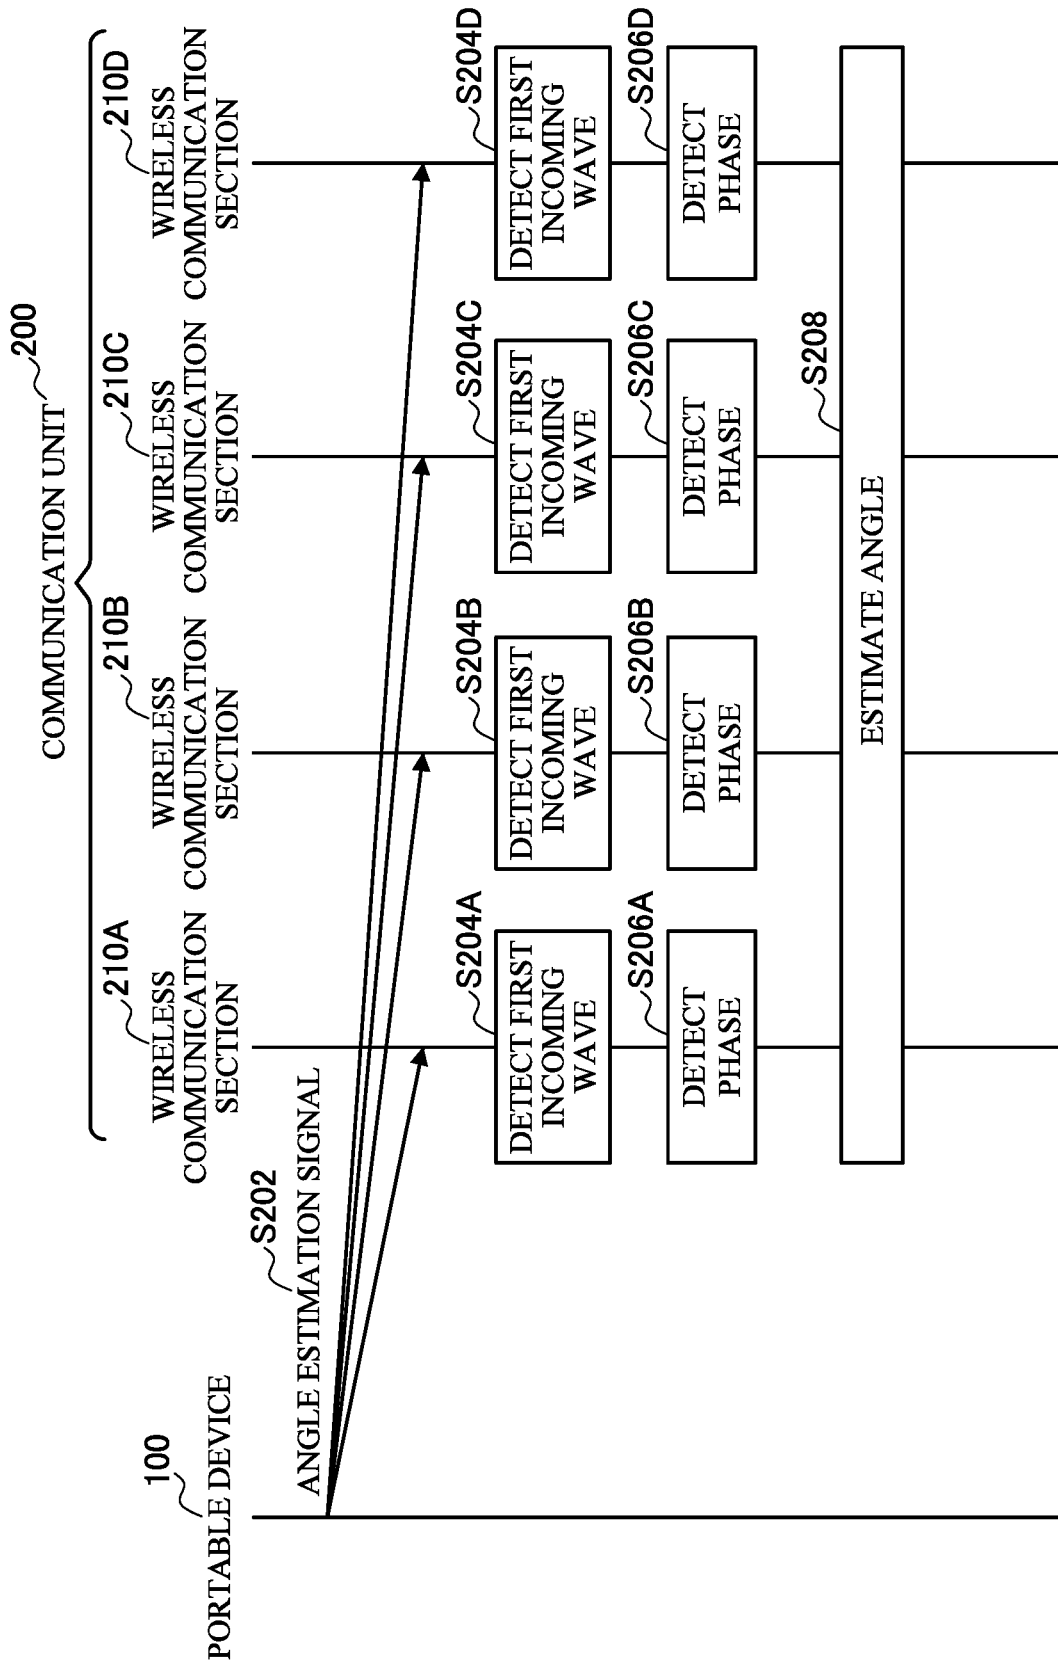 COMMUNICATION UNIT 200
PORTABLE DEVICE 100
WIRELESS
COMMUNICATION
SECTION
210A
WIRELESS
COMMUNICATION
SECTION
210B
WIRELESS
COMMUNICATION
SECTION
210C
WIRELESS
COMMUNICATION
SECTION
210D
ANGLE ESTIMATION SIGNAL S202
DETECT FIRST
INCOMING
WAVE
S204A
DETECT FIRST
INCOMING
WAVE
S204B
DETECT FIRST
INCOMING
WAVE
S204C
DETECT FIRST
INCOMING
WAVE
S204D
DETECT
PHASE
S206A
DETECT
PHASE
S206B
DETECT
PHASE
S206C
DETECT
PHASE
S206D
ESTIMATE ANGLE
S208